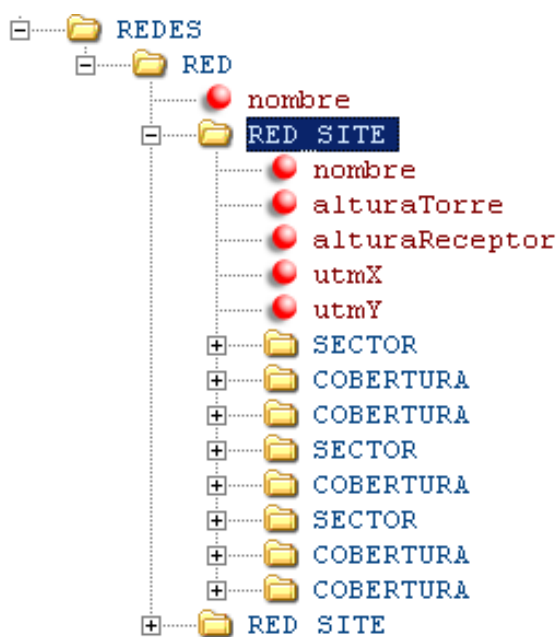 REDES
RED
nombre
RED SITE
nombre
alturaTorre
alturaReceptor
utmX
utmY
SECTOR
COBERTURA
COBERTURA
SECTOR
COBERTURA
SECTOR
COBERTURA
COBERTURA
RED SITE